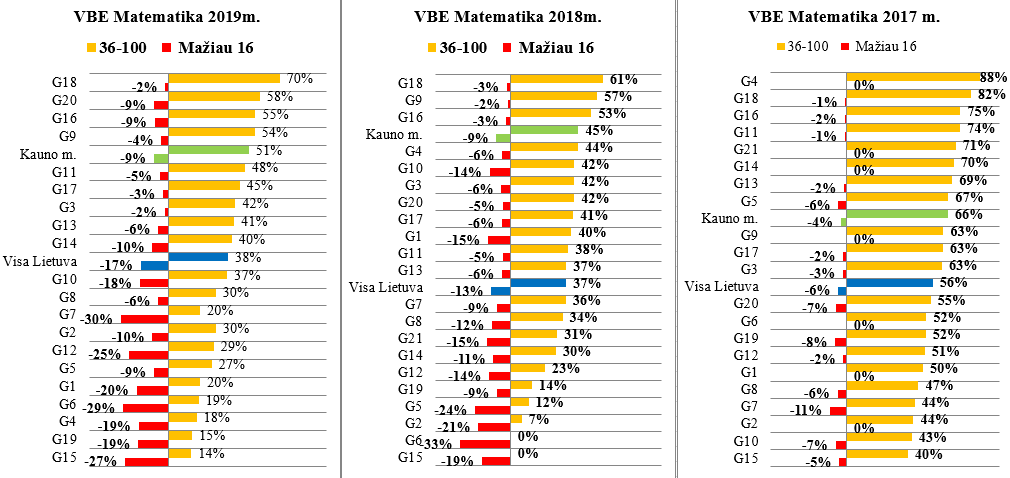 VBE Matematika 2019m.
36-100 Mažiau 16
G18 -2% 70%
G20 -9% 58%
G16 -9% 55%
G9 -4% 54%
Kauno m. -9% 51%
G11 -5% 48%
G17 -3% 45%
G3 -2% 42%
G13 -6% 41%
G14 -10% 40%
Visa Lietuva -17% 38%
G10 -18% 37%
G8 -6% 30%
G7 -30% 20%
G2 -10% 30%
G12 -25% 29%
G5 -9% 27%
G1 -20% 20%
G6 -29% 19%
G4 -19% 18%
G19 -19% 15%
G15 -27% 14%
VBE Matematika 2018m.
36-100 Mažiau 16
G18 -3% 61%
G9 -2% 57%
G16 -3% 53%
Kauno m. -9% 45%
G4 -6% 44%
G10 -14% 42%
G3 -6% 42%
G20 -5% 42%
G17 -6% 41%
G1 -15% 40%
G11 -5% 38%
G13 -6% 37%
Visa Lietuva -13% 37%
G7 -9% 36%
G8 -12% 34%
G21 -15% 31%
G14 -11% 30%
G12 -14% 23%
G19 -9% 14%
G5 -24% 12%
G2 -21% 7%
G6 -33% 0%
G15 -19% 0%
VBE Matematika 2017 m.
36-100 Mažiau 16
G4 0% 88%
G18 -1% 82%
G16 -2% 75%
G11 -1% 74%
G21 0% 71%
G14 0% 70%
G13 -2% 69%
G5 -6% 67%
Kauno m. -4% 66%
G9 0% 63%
G17 -2% 63%
G3 -3% 63%
Visa Lietuva -6% 56%
G20 -7% 55%
G6 0% 52%
G19 -8% 52%
G12 -2% 51%
G1 0% 50%
G8 -6% 47%
G7 -11% 44%
G2 0% 44%
G10 -7% 43%
G15 -5% 40%